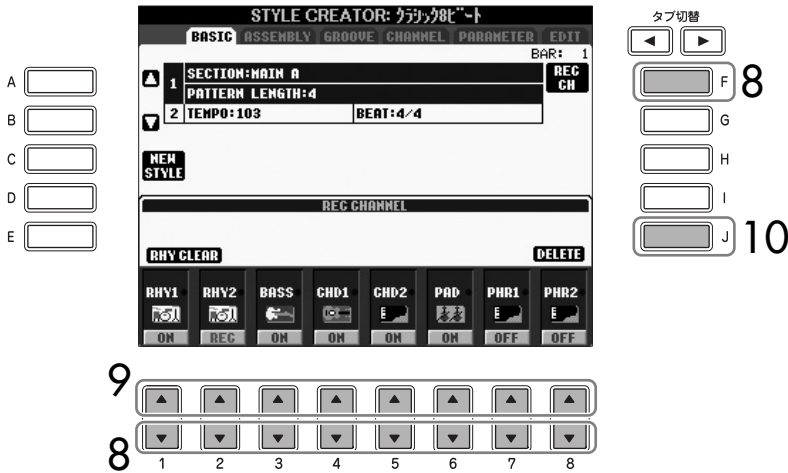 STYLE CREATOR: クラシック8ビート
タブ切替
BASIC ASSEMBLY GROOVE CHANNEL PARAMETER EDIT
BAR: 1
1 SECTION:MAIN A
PATTERN LENGTH:4
REC CH
2 TEMPO:103 BEAT:4/4
NEW STYLE
REC CHANNEL
RHY CLEAR DELETE
RHY1 RHY2 BASS CHD1 CHD2 PAD PHR1 PHR2
ON REC ON ON ON ON OFF OFF
A
B
C
D
E
F 8
G
H
I
J 10
9
8
1 2 3 4 5 6 7 8